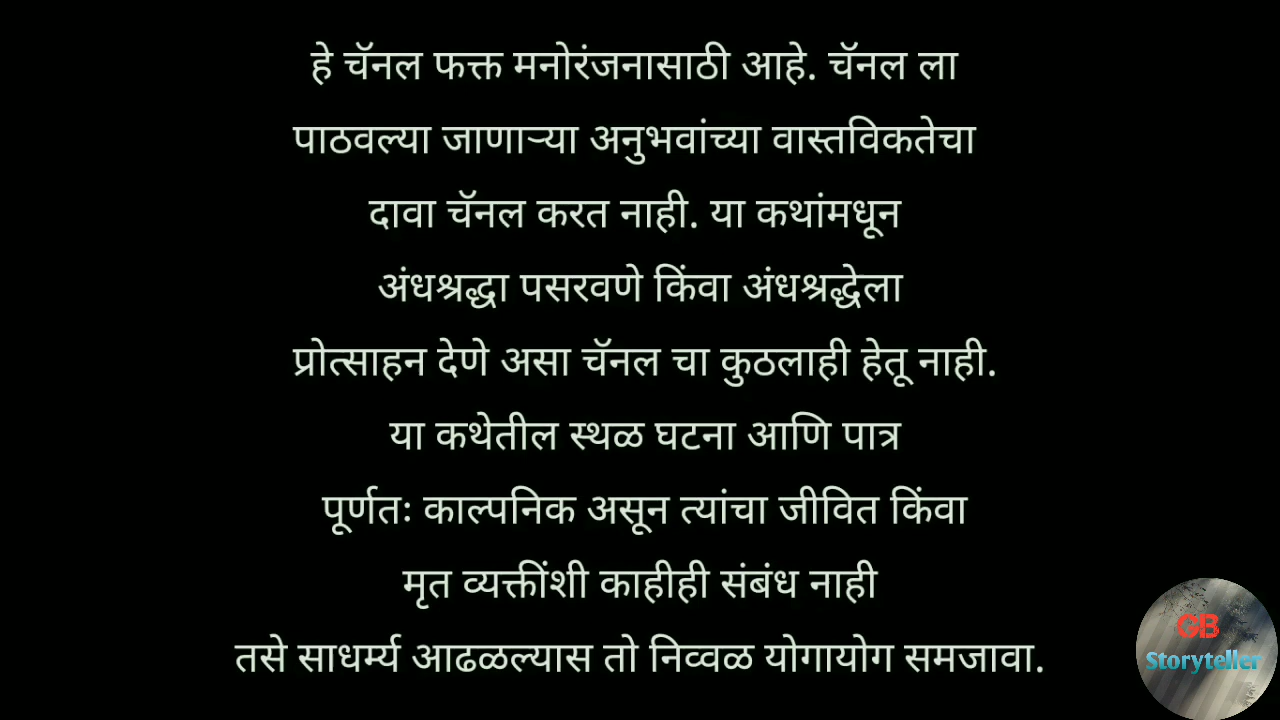 हे चॅनल फक्त मनोरंजनासाठी आहे. चॅनल ला
पाठवल्या जाणाऱ्या अनुभवांच्या वास्तविकतेचा
दावा चॅनल करत नाही. या कथांमधून
अंधश्रद्धा पसरवणे किंवा अंधश्रद्धेला
प्रोत्साहन देणे असा चॅनल चा कुठलाही हेतू नाही.
या कथेतील स्थळ घटना आणि पात्र
पूर्णतः काल्पनिक असून त्यांचा जीवित किंवा
मृत व्यक्तींशी काहीही संबंध नाही
तसे साधर्म्य आढळल्यास तो निव्वळ योगायोग समजावा.
GB
Storyteller